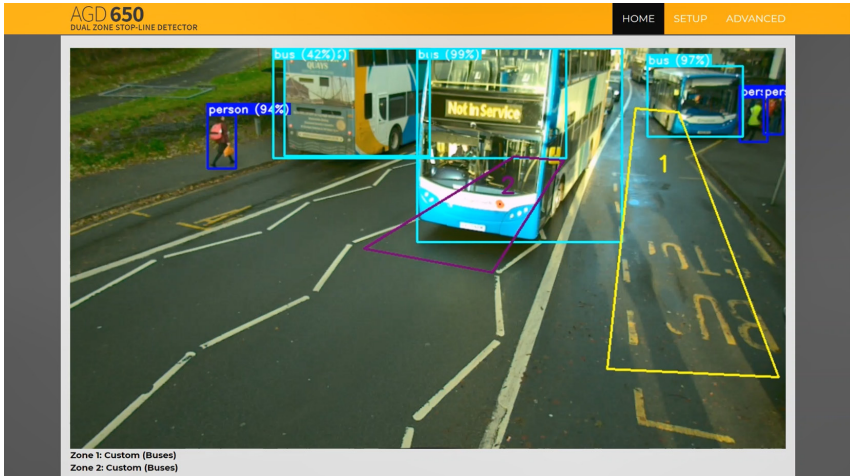 AGD 650
DUAL ZONE STOP-LINE DETECTOR
HOME SETUP ADVANCED
bus (42%)
bus (99%)
bus (97%)
person (94%)
Not in Service
2
1
BUS
Zone 1: Custom (Buses)
Zone 2: Custom (Buses)